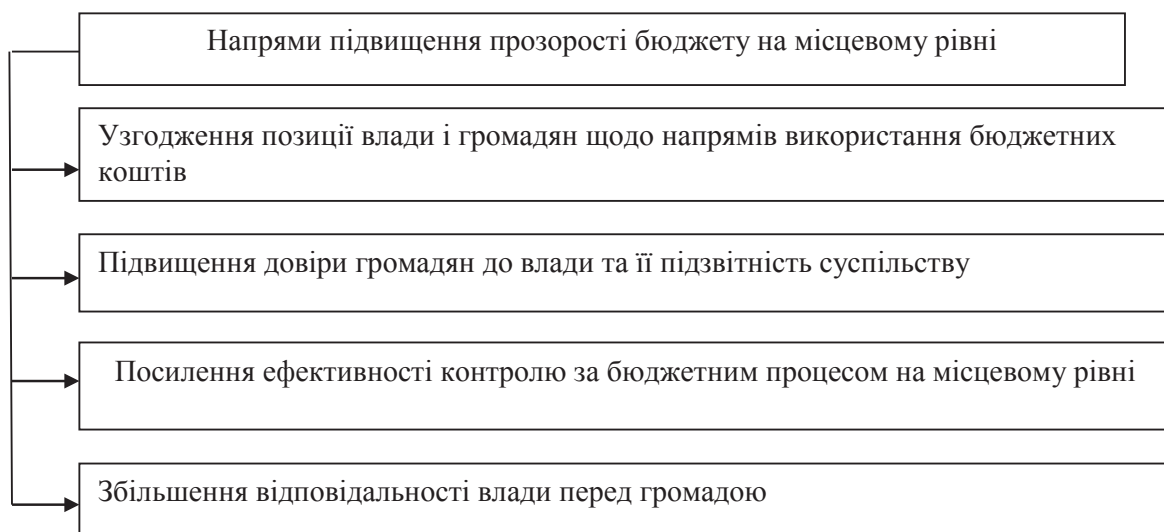 Напрями підвищення прозорості бюджету на місцевому рівні
Узгодження позиції влади і громадян щодо напрямів використання бюджетних
коштів
Підвищення довіри громадян до влади та її підзвітність суспільству
Посилення ефективності контролю за бюджетним процесом на місцевому рівні
Збільшення відповідальності влади перед громадою